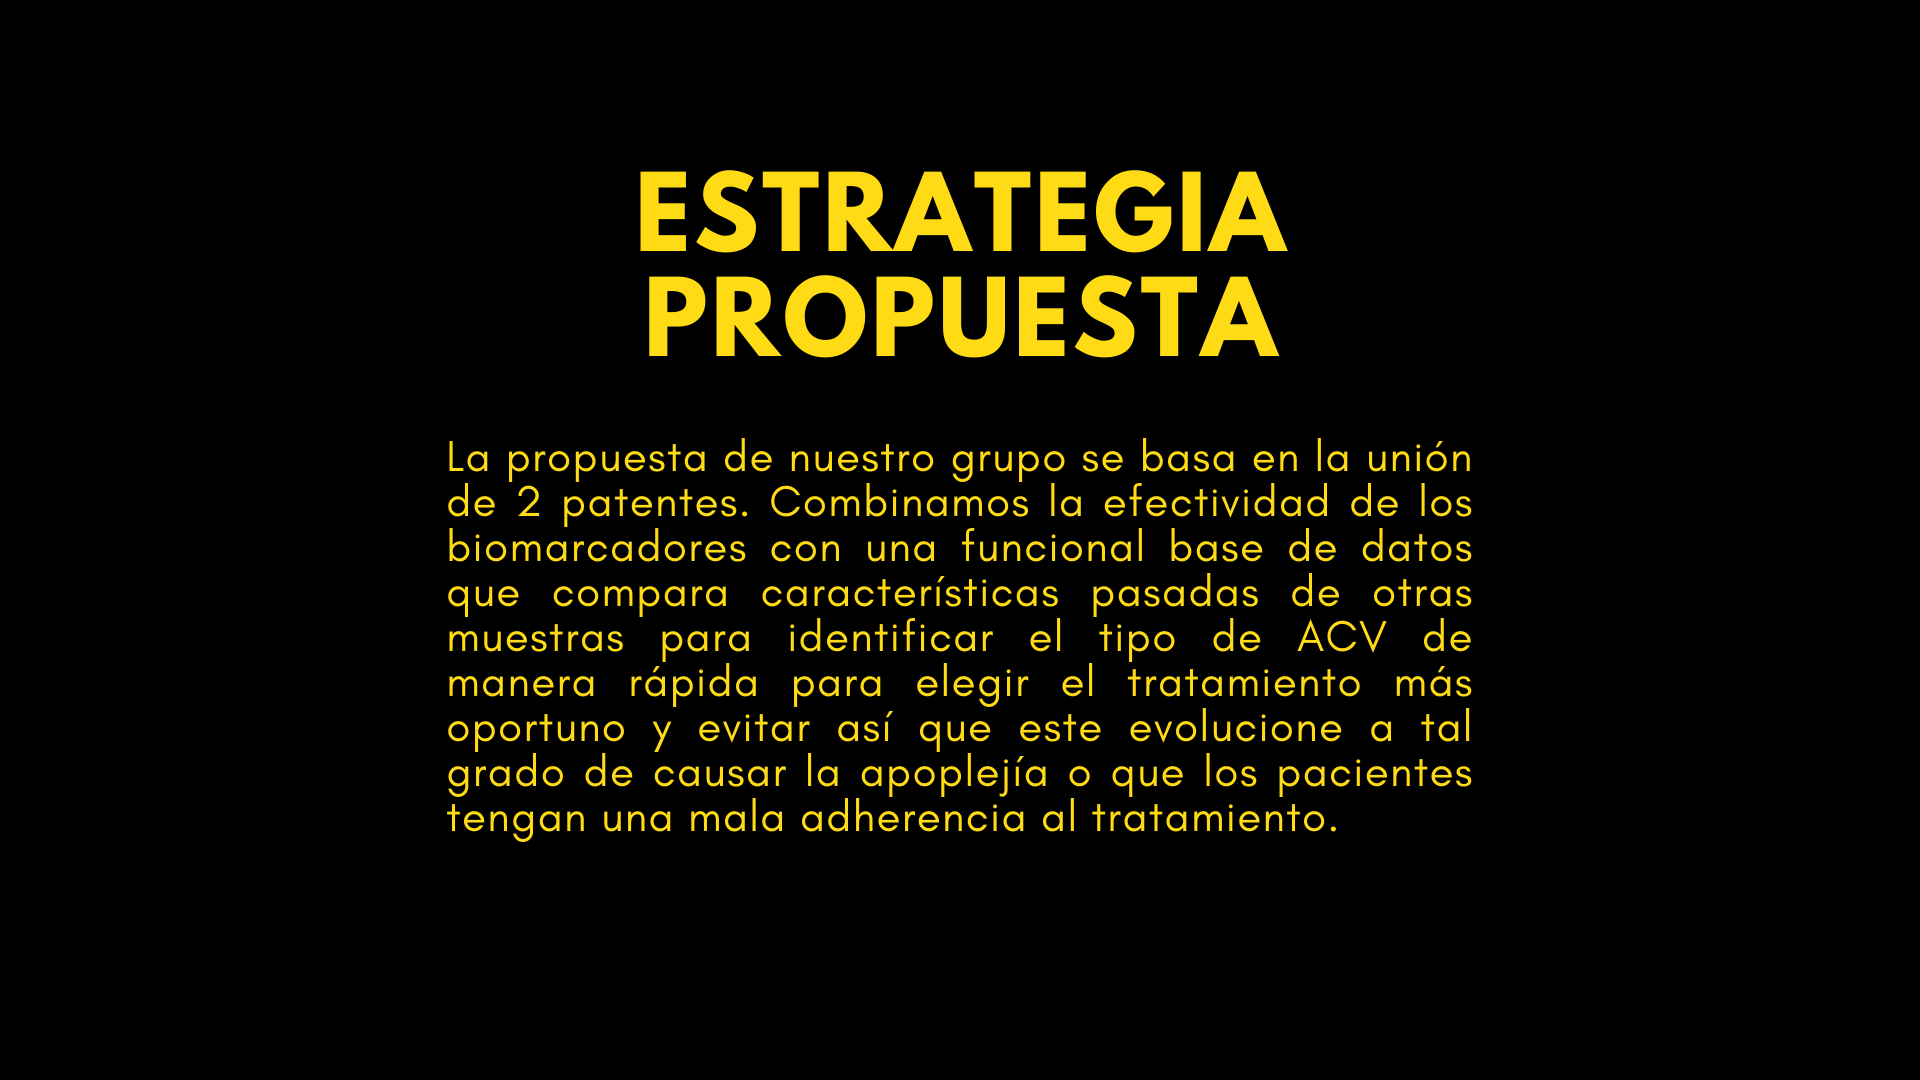 ESTRATEGIA
PROPUESTA
La propuesta de nuestro grupo se basa en la unión
de 2 patentes. Combinamos la efectividad de los
biomarcadores con una funcional base de datos
que compara características pasadas de otras
muestras para identificar el tipo de ACV de
manera rápida para elegir el tratamiento más
oportuno y evitar así que este evolucione a tal
grado de causar la apoplejía o que los pacientes
tengan una mala adherencia al tratamiento.